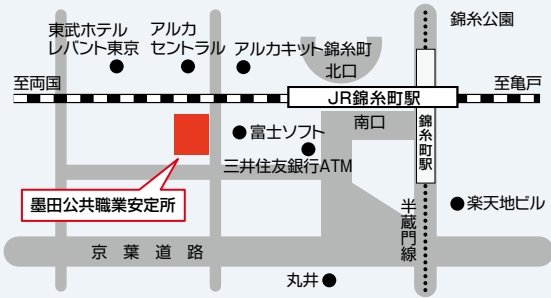 錦糸公園
東武ホテル
レバント東京
アルカ
セントラル
アルカキット錦糸町
北口
至両国
JR錦糸町駅
至亀戸
南口
錦糸町駅
富士ソフト
三井住友銀行ATM
墨田公共職業安定所
半蔵門線
楽天地ビル
京葉道路
丸井